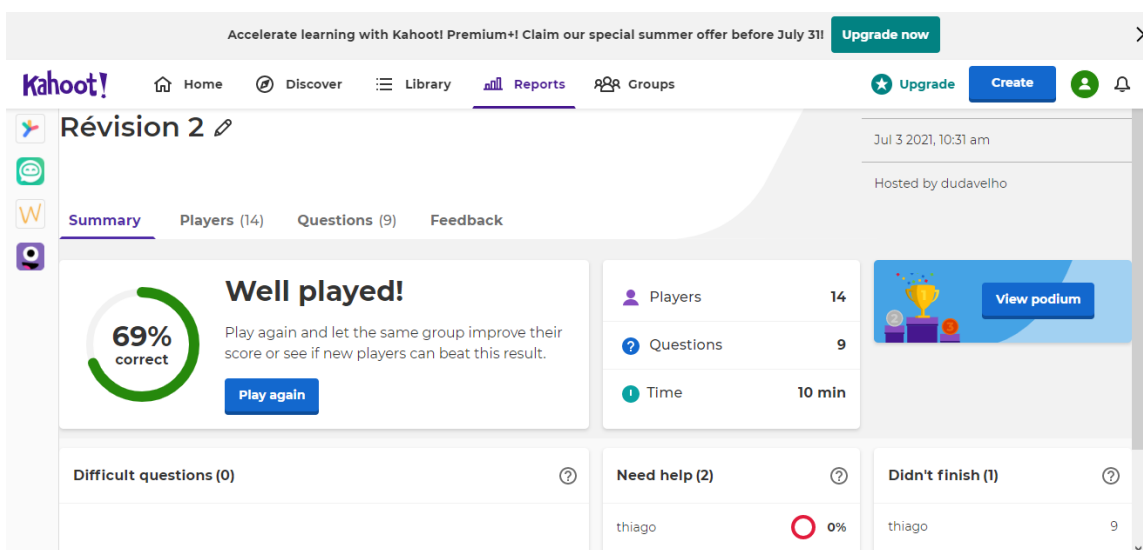 Accelerate learning with Kahoot! Premium+! Claim our special summer offer before July 31! Upgrade now
Kahoot! Home Discover Library Reports Groups Upgrade Create
Révision 2
Jul 3 2021, 10:31 am
Hosted by dudavelho
Summary Players (14) Questions (9) Feedback
Well played!
69% correct
Play again and let the same group improve their
score or see if new players can beat this result.
Play again
Players 14
Questions 9
Time 10 min
2
3
View podium
Difficult questions (0) ?
Need help (2) ?
thiago 0%
Didn't finish (1) ?
thiago 9